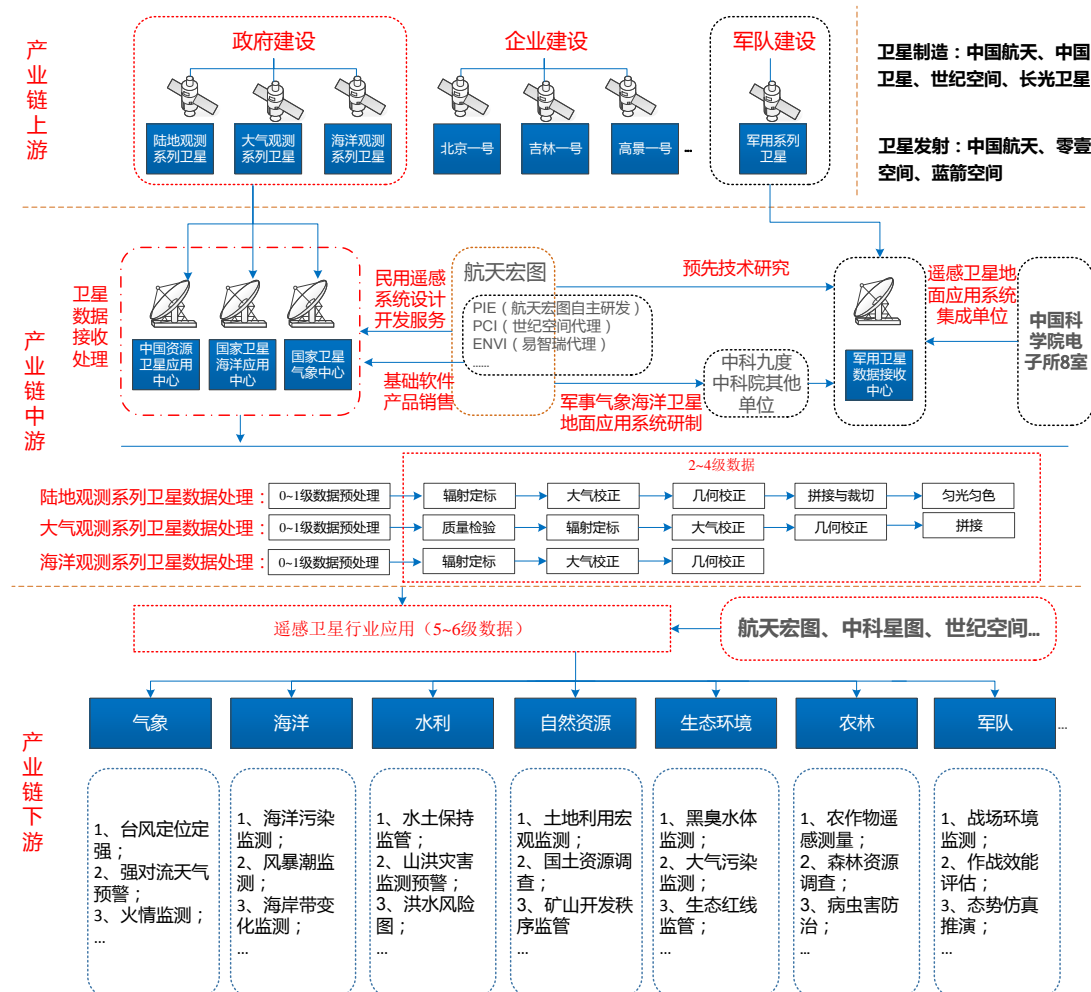 产业链上游
政府建设
企业建设
军队建设
陆地观测
系列卫星
大气观测
系列卫星
海洋观测
系列卫星
北京一号
吉林一号
高景一号
...
军用系列
卫星
卫星制造：中国航天、中国
卫星、世纪空间、长光卫星
卫星发射：中国航天、零壹
空间、蓝箭空间
产业链中游
卫星
数据
接收
处理
中国资源
卫星应用
中心
国家卫星
海洋应用
中心
国家卫星
气象中心
民用遥感
系统设计
开发服务
基础软件
产品销售
航天宏图
PIE（航天宏图自主研发）
PCI（世纪空间代理）
ENVI（易智瑞代理）
......
预先技术研究
军事气象海洋卫星
地面应用系统研制
中科九度
中科院其他
单位
军用卫星
数据接收
中心
遥感卫星地
面应用系统
集成单位
中国科
学院电
子所8室
2~4级数据
陆地观测系列卫星数据处理：
0~1级数据预处理
辐射定标
大气校正
几何校正
拼接与裁切
匀光匀色
大气观测系列卫星数据处理：
0~1级数据预处理
质量检验
辐射定标
大气校正
几何校正
拼接
海洋观测系列卫星数据处理：
0~1级数据预处理
辐射定标
大气校正
几何校正
产业链下游
遥感卫星行业应用（5~6级数据）
航天宏图、中科星图、世纪空间...
气象
海洋
水利
自然资源
生态环境
农林
军队
...
1、台风定位定
强；
2、强对流天气
预警；
3、火情监测；
...
1、海洋污染
监测；
2、风暴潮监
测；
3、海岸带变
化监测；
...
1、水土保持
监管；
2、山洪灾害
监测预警；
3、洪水风险
图；
...
1、土地利用宏
观监测；
2、国土资源调
查；
3、矿山开发秩
序监管
...
1、黑臭水体
监测；
2、大气污染
监测；
3、生态红线
监管；
...
1、农作物遥
感测量；
2、森林资源
调查；
3、病虫害防
治；
...
1、战场环境
监测；
2、作战效能
评估；
3、态势仿真
推演；
...